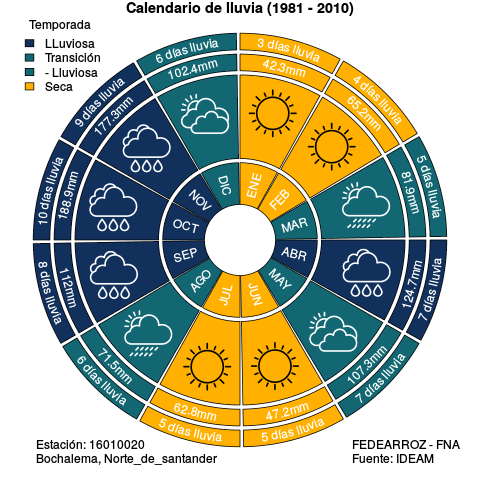 Calendario de lluvia (1981 - 2010)
Temporada
LLuviosa
Transición
- Lluviosa
Seca
3 días lluvia
42.3mm
ENE
4 días lluvia
65.2mm
FEB
5 días lluvia
81.9mm
MAR
7 días lluvia
124.7mm
ABR
7 días lluvia
107.3mm
MAY
5 días lluvia
47.2mm
JUN
5 días lluvia
62.8mm
JUL
6 días lluvia
71.5mm
AGO
8 días lluvia
112mm
SEP
10 días lluvia
188.9mm
OCT
9 días lluvia
177.3mm
NOV
6 días lluvia
102.4mm
DIC
Estación: 16010020
Bochalema, Norte_de_santander
FEDEARROZ - FNA
Fuente: IDEAM